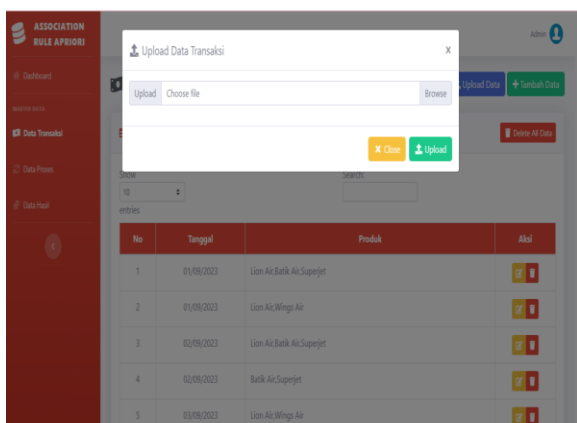 ASSOCIATION
RULE APRIORI
Admin
Dashboard
MASTER DATA
Data Transaksi
Data Proses
Data Hasil
Upload Data Transaksi
X
Upload Choose file Browse
X Close Upload
Upload Data + Tambah Data
Delete All Data
Show
10
entries
Search:
No Tanggal Produk Aksi
1 01/09/2023 Lion Air,Batik Air,Superjet
2 01/09/2023 Lion Air,Wings Air
3 02/09/2023 Lion Air,Batik Air,Superjet
4 02/09/2023 Batik Air,Superjet
5 03/09/2023 Lion Air,Wings Air